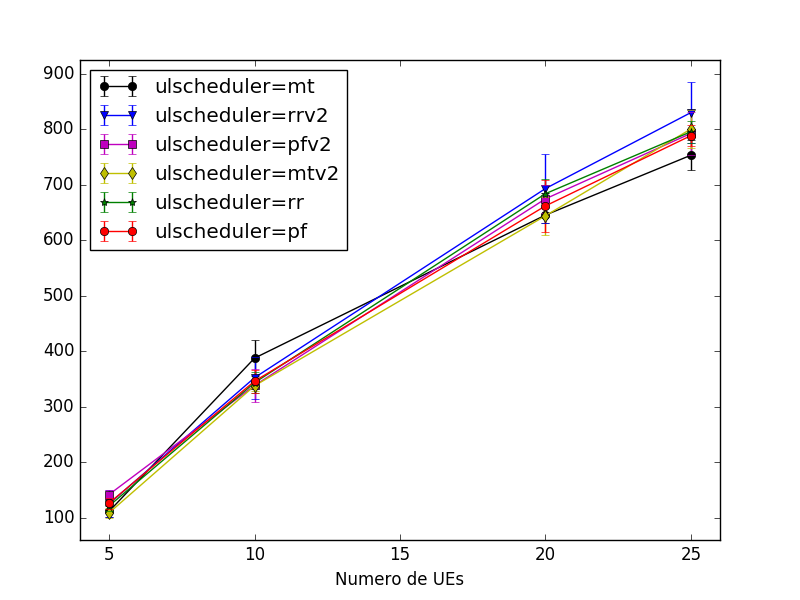 900
800
700
600
500
400
300
200
100
ulscheduler=mt
ulscheduler=rrv2
ulscheduler=pfv2
ulscheduler=mtv2
ulscheduler=rr
ulscheduler=pf
5 10 15 20 25
Numero de UEs